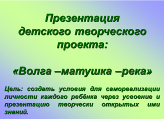 Презентация
детского творческого
проекта:
«Волга –матушка –река»
Цель: создать условия для самореализации
личности каждого ребёнка через усвоение и
презентацию творчески открытых ими
знаний.